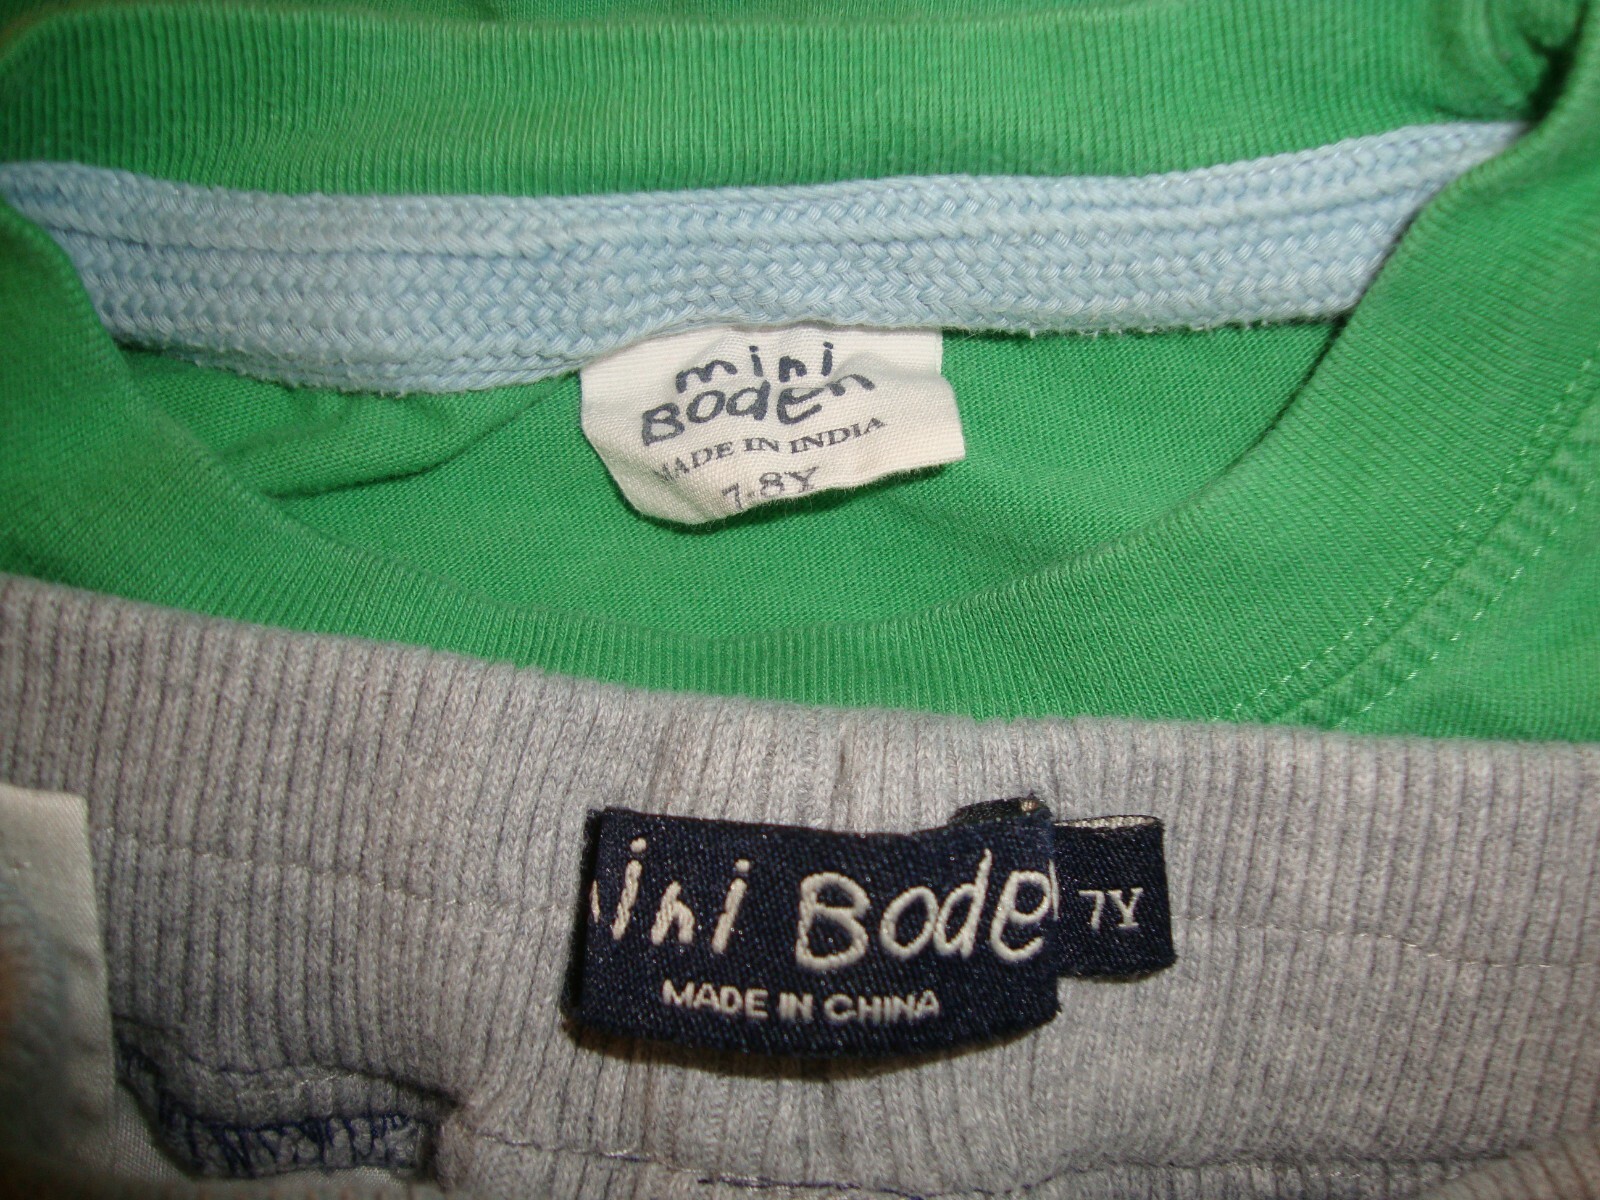 mini
Boden
MADE IN INDIA
7-8Y
ini Bode
7Y
MADE IN CHINA